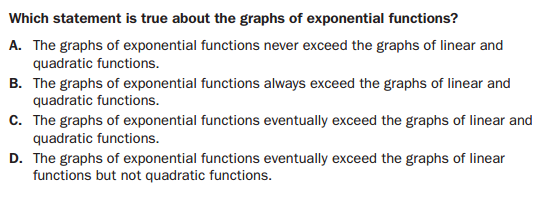 Which statement is true about the graphs of exponential functions?
A. The graphs of exponential functions never exceed the graphs of linear and
quadratic functions.
B. The graphs of exponential functions always exceed the graphs of linear and
quadratic functions.
C. The graphs of exponential functions eventually exceed the graphs of linear and
quadratic functions.
D. The graphs of exponential functions eventually exceed the graphs of linear
functions but not quadratic functions.